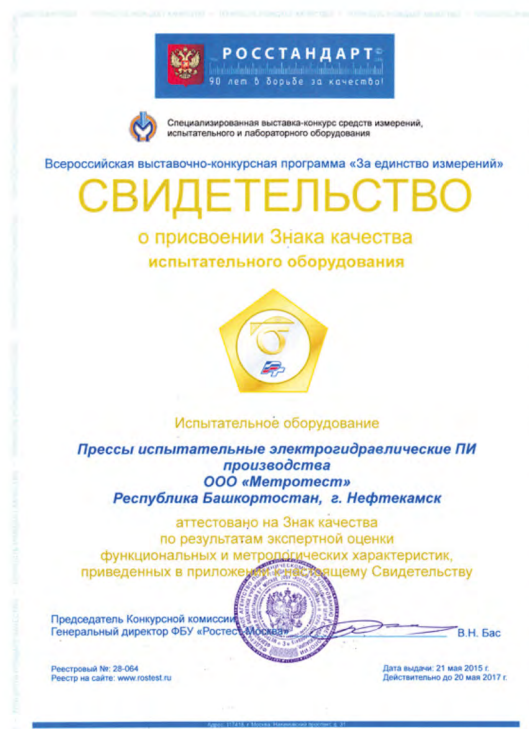 РОССТАНДАРТ©
90 лет в борьбе за качество!
Специализированная выставка-конкурс средств измерений,
испытательного и лабораторного оборудования
Всероссийская выставочно-конкурсная программа «За единство измерений»
СВИДЕТЕЛЬСТВО
о присвоении Знака качества
испытательного оборудования
Испытательное оборудование
Прессы испытательные электрогидравлические ПИ
производства
ООО «Метротест»
Республика Башкортостан, г. Нефтекамск
аттестовано на Знак качества
по результатам экспертной оценки
функциональных и метрологических характеристик,
приведенных в приложении к настоящему Свидетельству
Председатель Конкурсной комиссии
Генеральный директор ФБУ «Ростест-Москва»
В.Н. Бас
Реестровый №: 28-064
Реестр на сайте: www.rostest.ru
Дата выдачи: 21 мая 2015 г.
Действительно до 20 мая 2017 г.